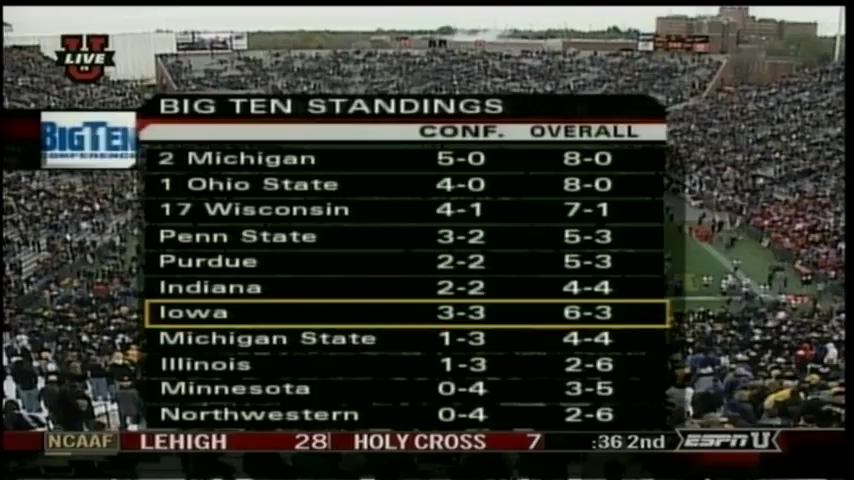 U
LIVE
BIG TEN STANDINGS
BIG TEN
CONFERENCE
CONF. OVERALL
2 Michigan 5-0 8-0
1 Ohio State 4-0 8-0
17 Wisconsin 4-1 7-1
Penn State 3-2 5-3
Purdue 2-2 5-3
Indiana 2-2 4-4
Iowa 3-3 6-3
Michigan State 1-3 4-4
Illinois 1-3 2-6
Minnesota 0-4 3-5
Northwestern 0-4 2-6
NCAAF LEHIGH 28 HOLY CROSS 7 :36 2nd ESPN U